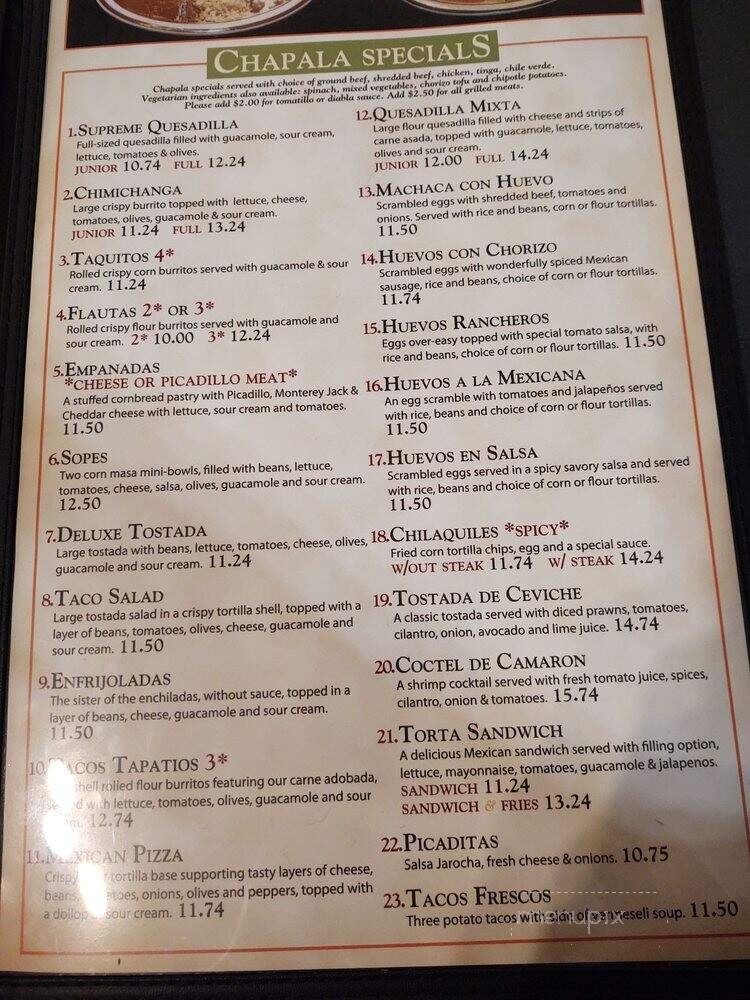 CHAPALA SPECIALS
Chapala specials served with choice of ground beef, shredded beef, chicken, tinga, chile verde.
Vegetarian ingredients also available: spinach, mixed vegetables, chorizo tofu and chipotle potatoes.
Please add $2.00 for tomatillo or diabla sauce. Add $2.50 for all grilled meats.
1.SUPREME QUESADILLA
Full-sized quesadilla filled with guacamole, sour cream,
lettuce, tomatoes & olives.
JUNIOR 10.74 FULL 12.24
2.CHIMICHANGA
Large crispy burrito topped with lettuce, cheese,
tomatoes, olives, guacamole & sour cream.
JUNIOR 11.24 FULL 13.24
3.TAQUITOS 4*
Rolled crispy corn burritos served with guacamole & sour
cream. 11.24
4.FLAUTAS 2* OR 3*
Rolled crispy flour burritos served with guacamole and
sour cream. 2* 10.00 3* 12.24
5.EMPANADAS
*CHEESE OR PICADILLO MEAT*
A stuffed cornbread pastry with Picadillo, Monterey Jack &
Cheddar cheese with lettuce, sour cream and tomatoes.
11.50
6.SOPES
Two corn masa mini-bowls, filled with beans, lettuce,
tomatoes, cheese, salsa, olives, guacamole and sour cream.
12.50
7.DELUXE TOSTADA
Large tostada with beans, lettuce, tomatoes, cheese, olives,
guacamole and sour cream. 11.24
8.TACO SALAD
Large tostada salad in a crispy tortilla shell, topped with a
layer of beans, tomatoes, olives, cheese, guacamole and
sour cream. 11.50
9.ENFRIJOLADAS
The sister of the enchiladas, without sauce, topped in a
layer of beans, cheese, guacamole and sour cream.
11.50
10.TACOS TAPATIOS 3*
shell rolled flour burritos featuring our carne adobada,
with lettuce, tomatoes, olives, guacamole and sour
12.74
11.MEXICAN PIZZA
Crispy tortilla base supporting tasty layers of cheese,
beans, tomatoes, onions, olives and peppers, topped with
a dollop sour cream. 11.74
12.QUESADILLA MIXTA
Large flour quesadilla filled with cheese and strips of
carne asada, topped with guacamole, lettuce, tomatoes,
olives and sour cream.
JUNIOR 12.00 FULL 14.24
13.MACHACA CON HUEVO
Scrambled eggs with shredded beef, tomatoes and
onions. Served with rice and beans, corn or flour tortillas.
11.50
14.HUEVOS CON CHORIZO
Scrambled eggs with wonderfully spiced Mexican
sausage, rice and beans, choice of corn or flour tortillas.
11.74
15.HUEVOS RANCHEROS
Eggs over-easy topped with special tomato salsa, with
rice and beans, choice of corn or flour tortillas. 11.50
16.HUEVOS A LA MEXICANA
An egg scramble with tomatoes and jalapeños served
with rice, beans and choice of corn or flour tortillas.
11.50
17.HUEVOS EN SALSA
Scrambled eggs served in a spicy savory salsa and served
with rice, beans and choice of corn or flour tortillas.
11.50
18.CHILAQUILES *SPICY*
Fried corn tortilla chips, egg and a special sauce.
W/OUT STEAK 11.74 W/ STEAK 14.24
19.TOSTADA DE CEVICHE
A classic tostada served with diced prawns, tomatoes,
cilantro, onion, avocado and lime juice. 14.74
20.COCTEL DE CAMARON
A shrimp cocktail served with fresh tomato juice, spices,
cilantro, onion & tomatoes. 15.74
21.TORTA SANDWICH
A delicious Mexican sandwich served with filling option,
lettuce, mayonnaise, tomatoes, guacamole & jalapenos.
SANDWICH 11.24
SANDWICH & FRIES 13.24
22.PICADITAS
Salsa Jarocha, fresh cheese & onions. 10.75
23.TACOS FRESCOS
Three potato tacos with side of vermeseli soup. 11.50
menupix